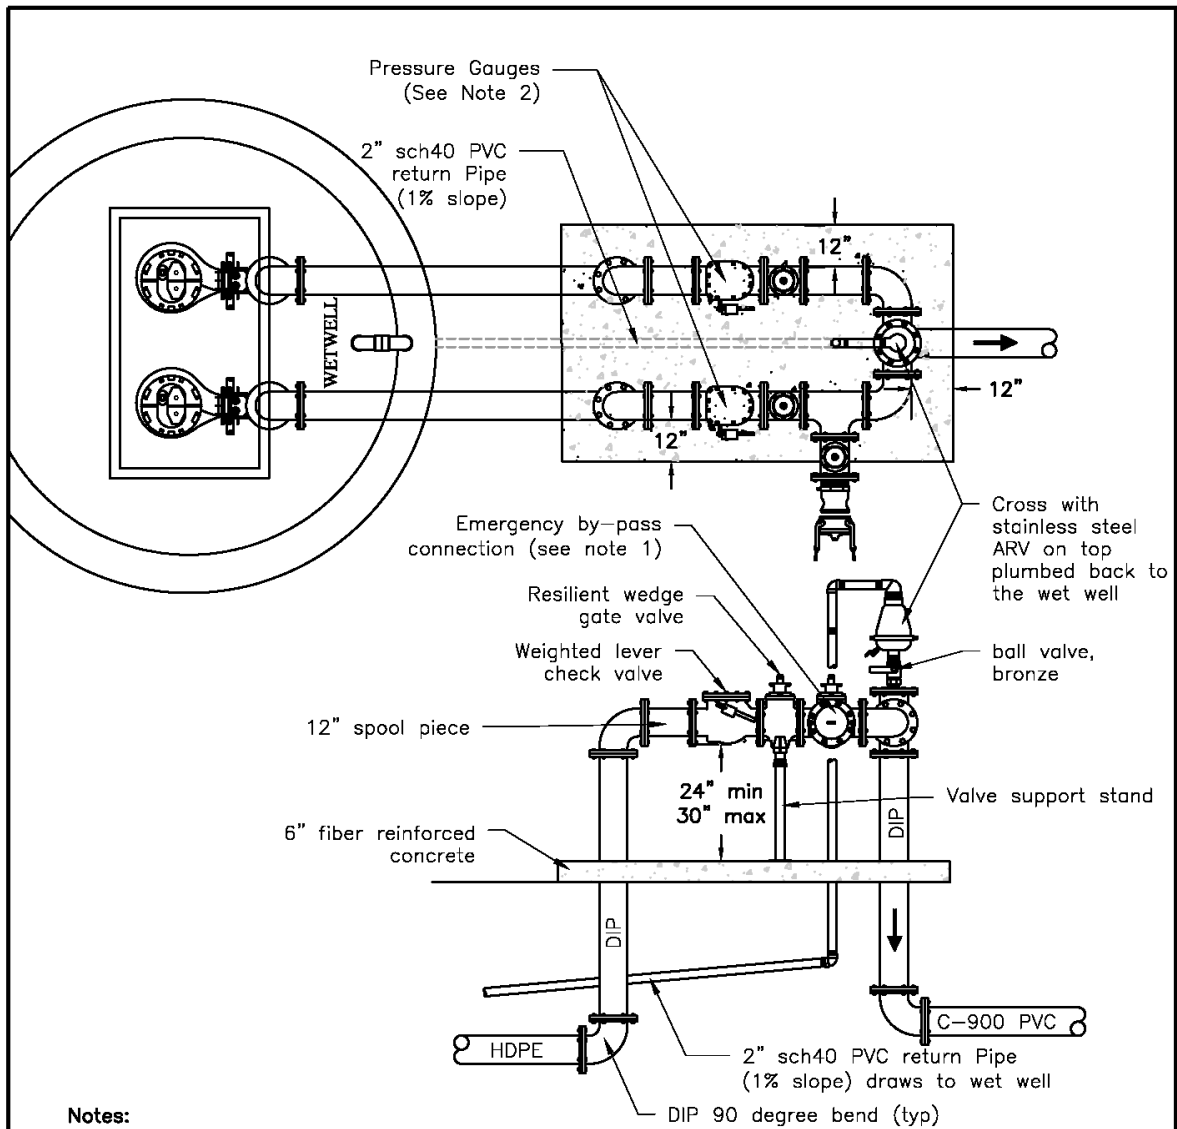 Pressure Gauges
(See Note 2)
2" sch40 PVC
return Pipe
(1% slope)
12"
WETWELL
12"
12"
Cross with
stainless steel
ARV on top
plumbed back to
the wet well
Emergency by-pass
connection (see note 1)
Resilient wedge
gate valve
Weighted lever
check valve
ball valve,
bronze
12" spool piece
24" min
30" max
Valve support stand
DIP
6" fiber reinforced
concrete
DIP
C-900 PVC
HDPE
2" sch40 PVC return Pipe
(1% slope) draws to wet well
DIP 90 degree bend (typ)
Notes: